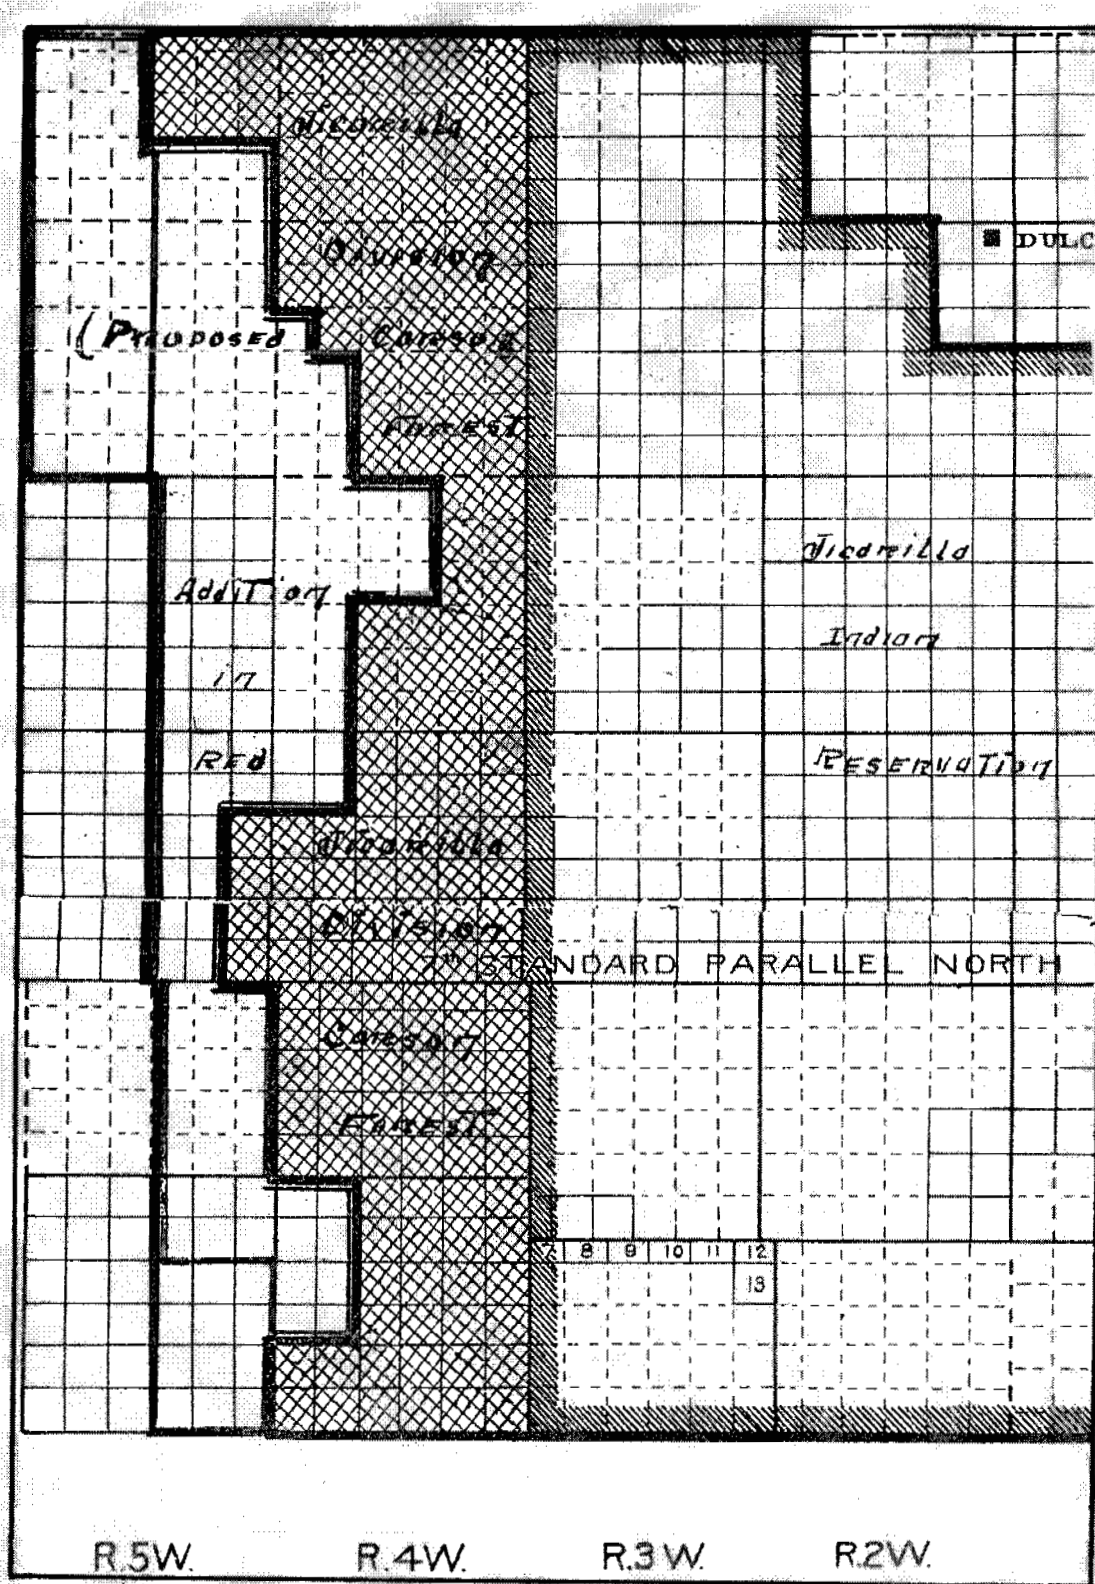 Jicarilla
Division
Carson
Forest
(Proposed
Addition
in
Red
DULC
Jicarilla
Indian
Reservation
Jicarilla
Division
Carson
Forest
7TH STANDARD PARALLEL NORTH
7 8 9 10 11 12
13
R.5W. R.4W. R.3W. R.2W.